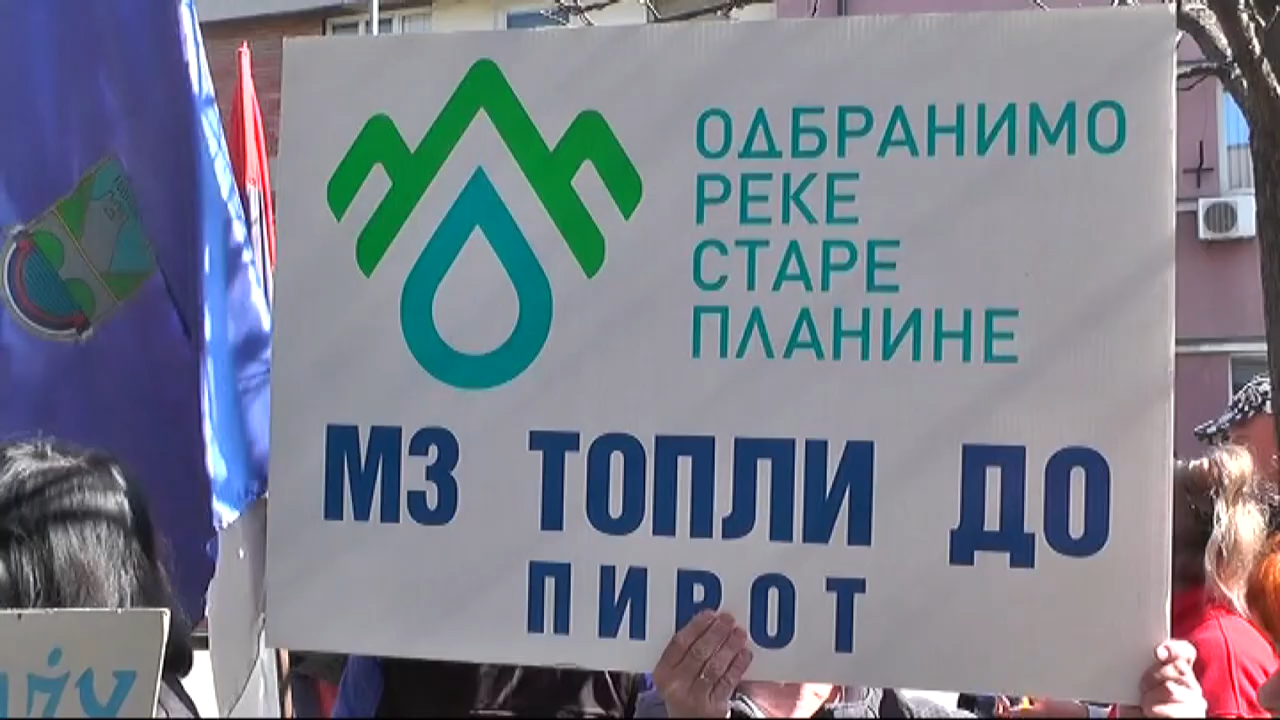 ОДБРАНИМО
РЕКЕ
СТАРЕ
ПЛАНИНЕ
МЗ ТОПЛИ ДО
ПИРОТ